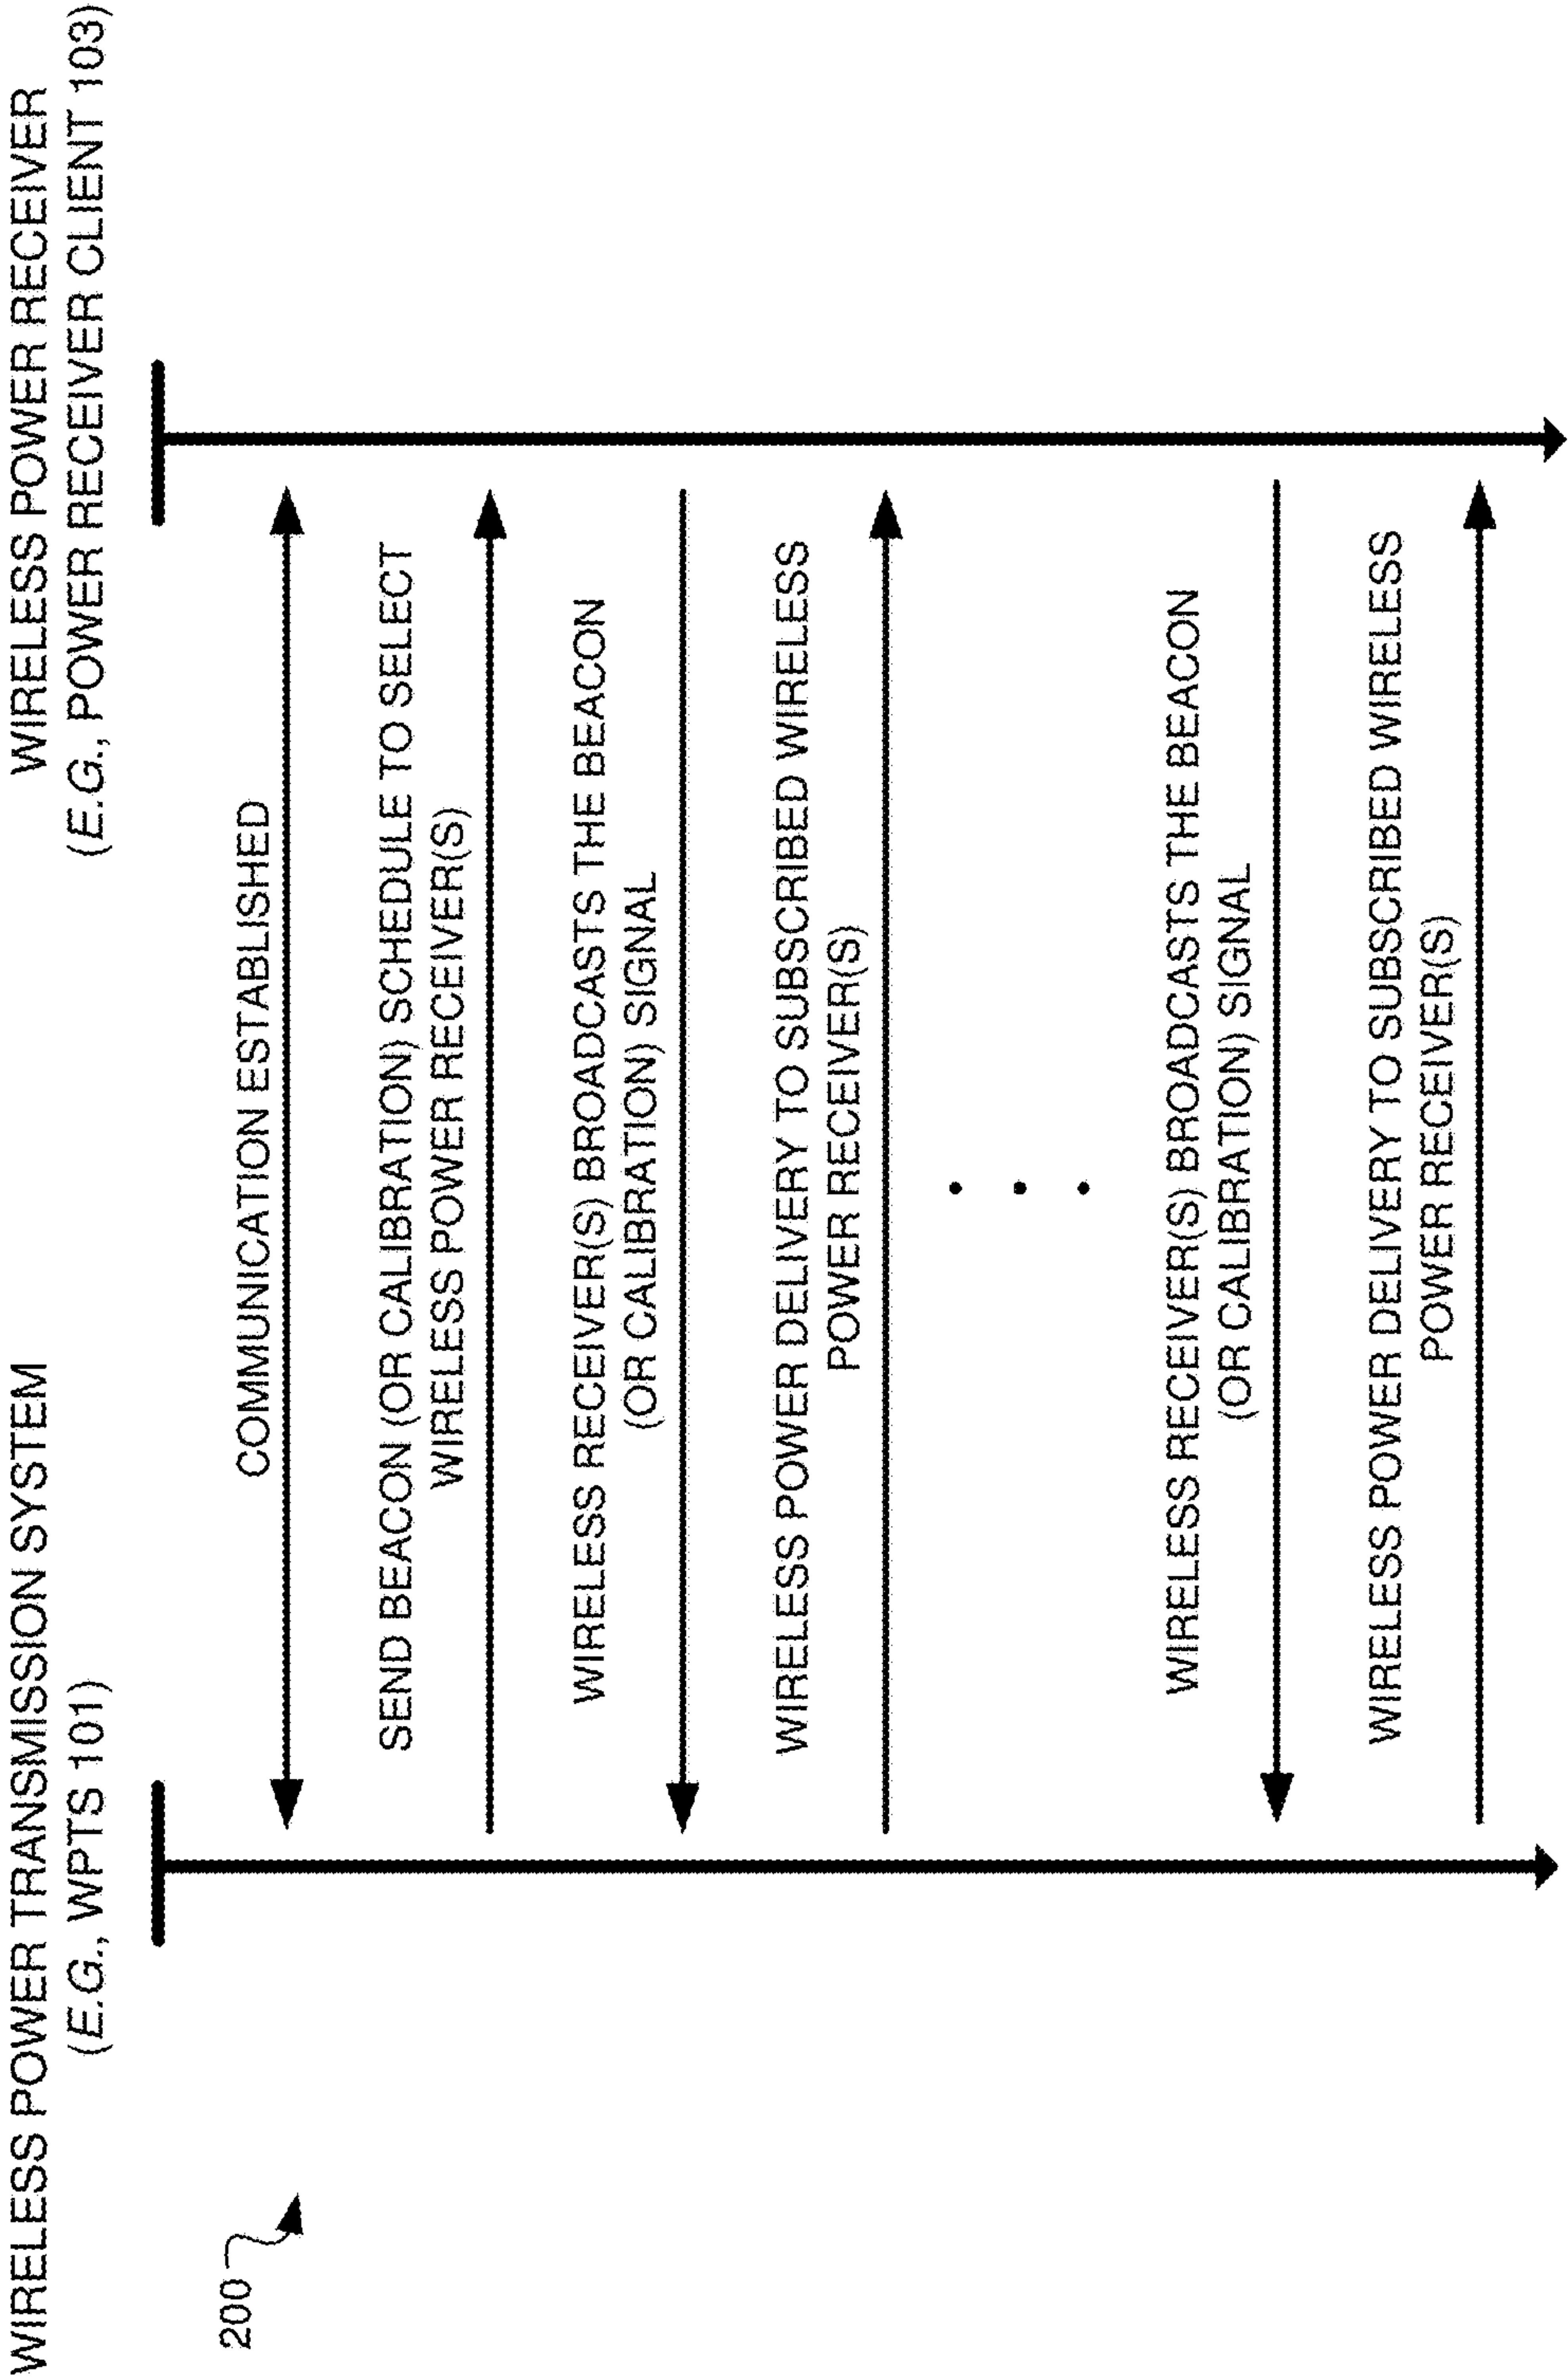 WIRELESS POWER TRANSMISSION SYSTEM
(E.G., WPTS 101)
WIRELESS POWER RECEIVER
(E.G., POWER RECEIVER CLIENT 103)
200
COMMUNICATION ESTABLISHED
SEND BEACON (OR CALIBRATION) SCHEDULE TO SELECT
WIRELESS POWER RECEIVER(S)
WIRELESS RECEIVER(S) BROADCASTS THE BEACON
(OR CALIBRATION) SIGNAL
WIRELESS POWER DELIVERY TO SUBSCRIBED WIRELESS
POWER RECEIVER(S)
• • •
WIRELESS RECEIVER(S) BROADCASTS THE BEACON
(OR CALIBRATION) SIGNAL
WIRELESS POWER DELIVERY TO SUBSCRIBED WIRELESS
POWER RECEIVER(S)